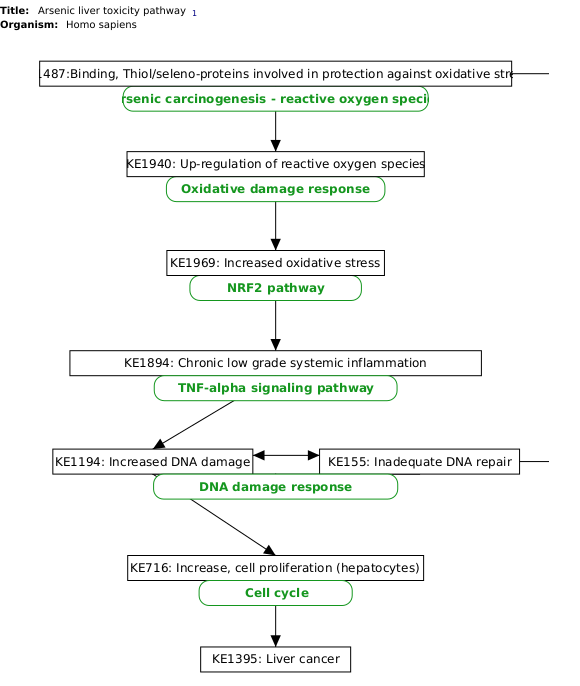 Title: Arsenic liver toxicity pathway 1
Organism: Homo sapiens
487:Binding, Thiol/seleno-proteins involved in protection against oxidative
carcinogenesis - reactive oxygen
KE1940: Up-regulation of reactive oxygen species
Oxidative damage response
KE1969: Increased oxidative stress
NRF2 pathway
KE1894: Chronic low grade systemic inflammation
TNF-alpha signaling pathway
KE1194: Increased DNA damage KE155: Inadequate DNA repair
DNA damage response
KE716: Increase, cell proliferation (hepatocytes)
Cell cycle
KE1395: Liver cancer